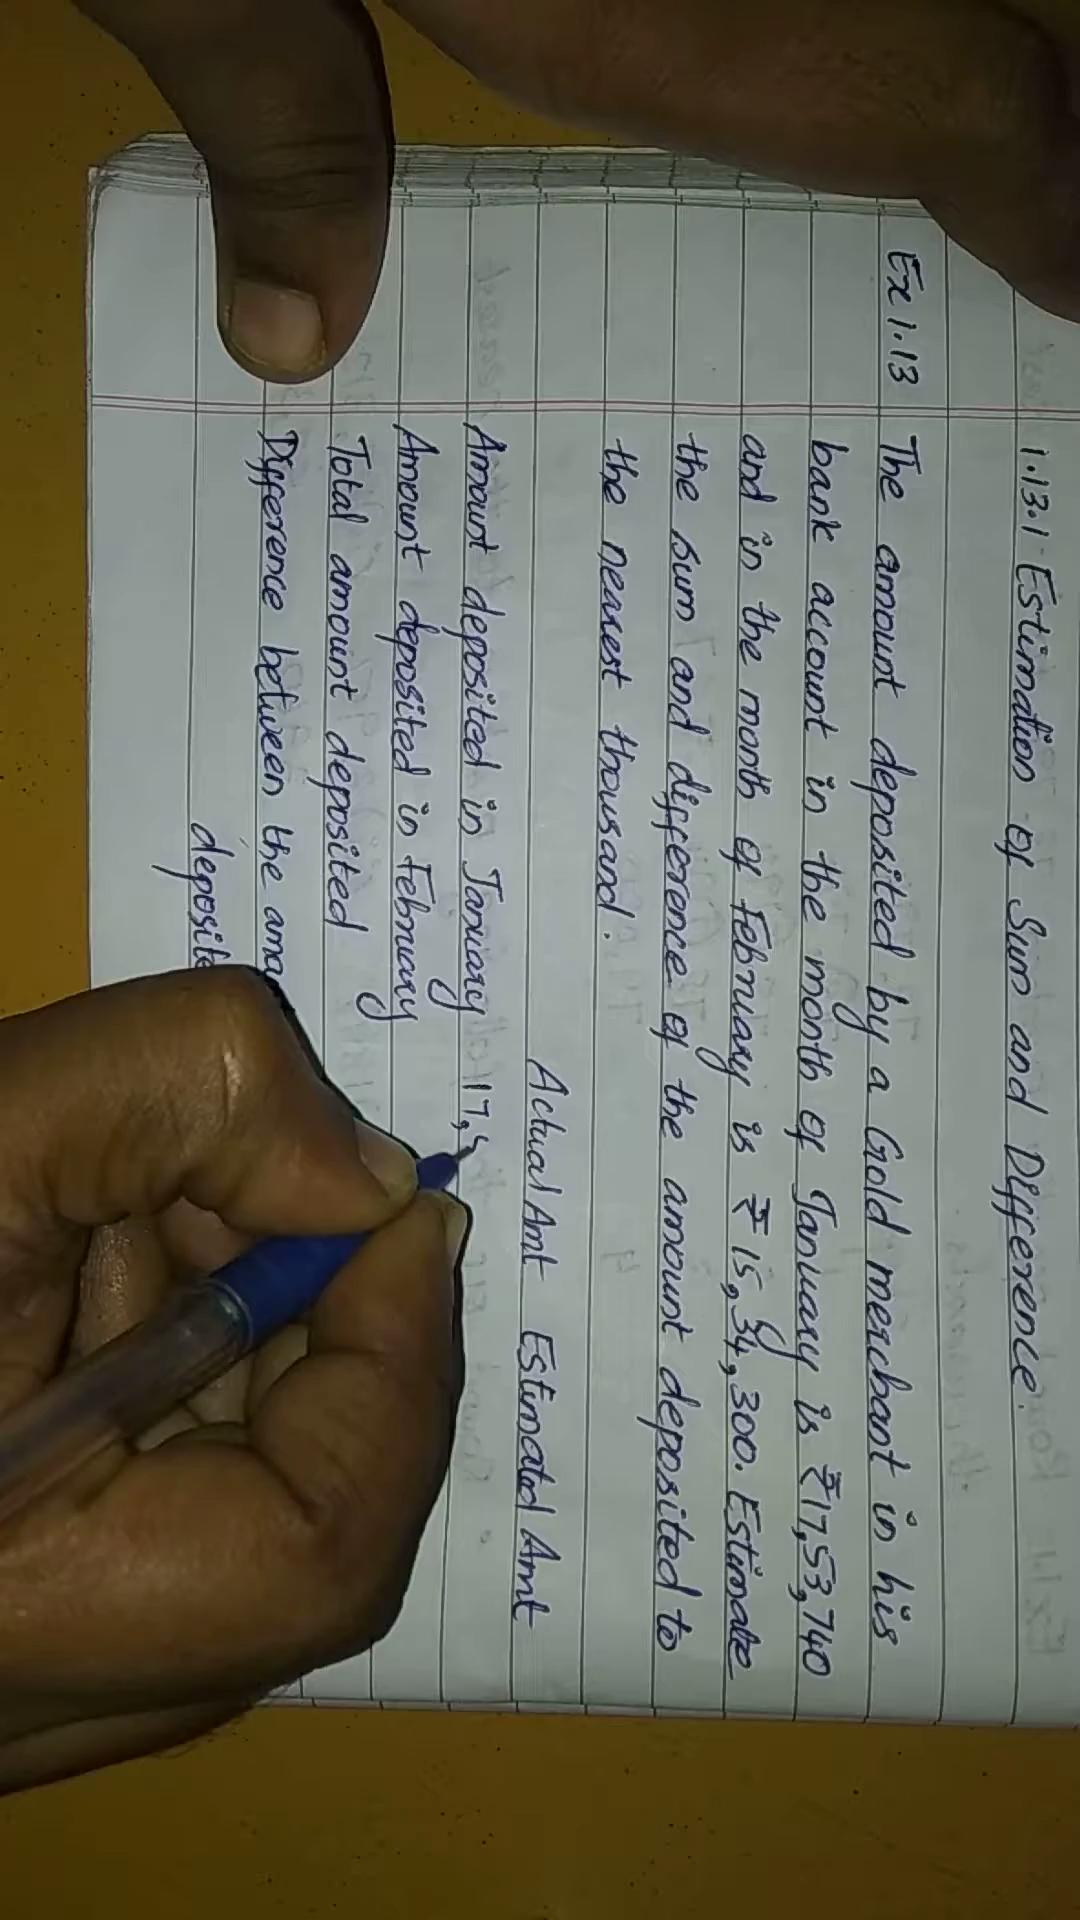 1.13.1 Estimation of Sum and Difference.
Ex 1.13 The amount deposited by a Gold merchant in his
bank account in the month of January is ₹17,53,740
and in the month of February is ₹15,34,300. Estimate
the sum and difference of the amount deposited to
the nearest thousand.
Actual Amt Estimated Amt
Amount deposited in January 17,5
Amount deposited in February
Total amount deposited
Difference between the